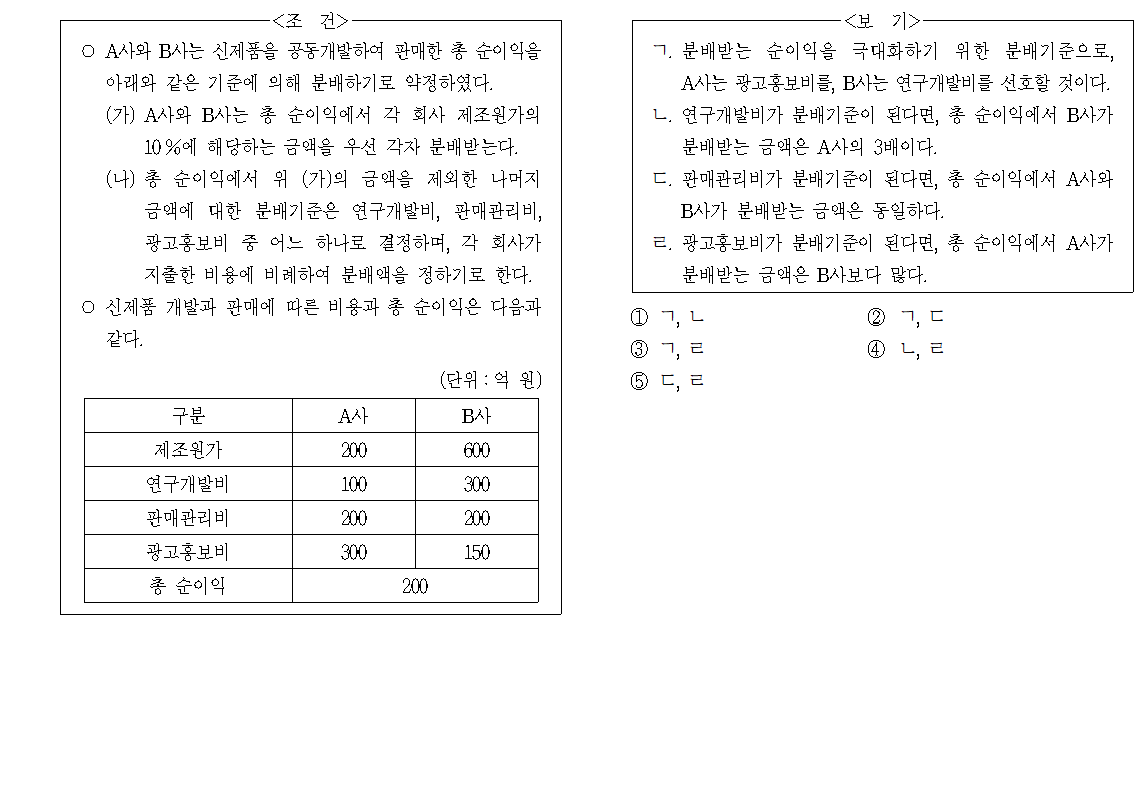 <조 건>
○ A사와 B사는 신제품을 공동개발하여 판매한 총 순이익을
아래와 같은 기준에 의해 분배하기로 약정하였다.
(가) A사와 B사는 총 순이익에서 각 회사 제조원가의
10%에 해당하는 금액을 우선 각자 분배받는다.
(나) 총 순이익에서 위 (가)의 금액을 제외한 나머지
금액에 대한 분배기준은 연구개발비, 판매관리비,
광고홍보비 중 어느 하나로 결정하며, 각 회사가
지출한 비용에 비례하여 분배액을 정하기로 한다.
○ 신제품 개발과 판매에 따른 비용과 총 순이익은 다음과
같다.
(단위 : 억 원)
구분 A사 B사
제조원가 200 600
연구개발비 100 300
판매관리비 200 200
광고홍보비 300 150
총 순이익 200
<보 기>
ㄱ. 분배받는 순이익을 극대화하기 위한 분배기준으로,
A사는 광고홍보비를, B사는 연구개발비를 선호할 것이다.
ㄴ. 연구개발비가 분배기준이 된다면, 총 순이익에서 B사가
분배받는 금액은 A사의 3배이다.
ㄷ. 판매관리비가 분배기준이 된다면, 총 순이익에서 A사와
B사가 분배받는 금액은 동일하다.
ㄹ. 광고홍보비가 분배기준이 된다면, 총 순이익에서 A사가
분배받는 금액은 B사보다 많다.
① ㄱ, ㄴ ② ㄱ, ㄷ
③ ㄱ, ㄹ ④ ㄴ, ㄹ
⑤ ㄷ, ㄹ